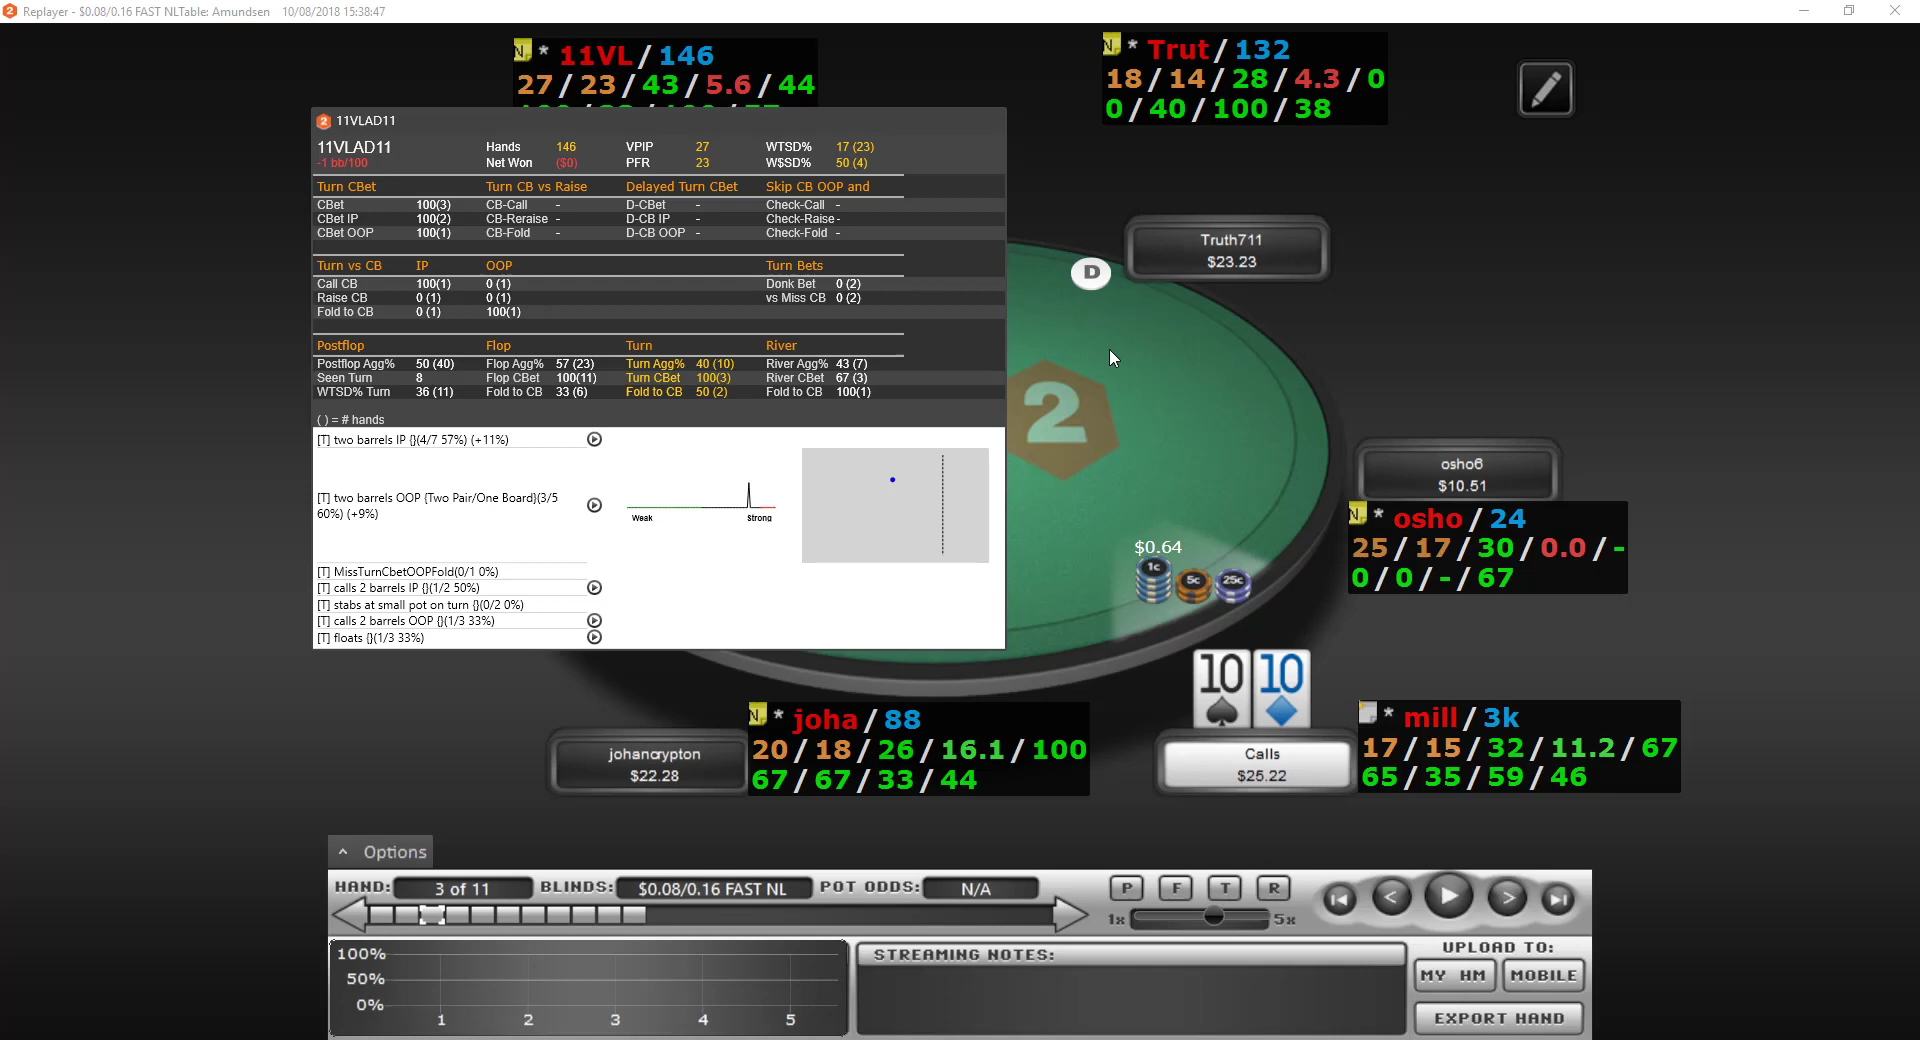 Replayer - $0.08/0.16 FAST NLTable: Amundsen 10/08/2018 15:38:47
N * 11VL / 146
27 / 23 / 43 / 5.6 / 44
N * Trut / 132
18 / 14 / 28 / 4.3 / 0
0 / 40 / 100 / 38
2 11VLAD11
11VLAD11 Hands 146 VPIP 27 WTSD% 17 (23)
-1 bb/100 Net Won ($0) PFR 23 W$SD% 50 (4)
Turn CBet Turn CB vs Raise Delayed Turn CBet Skip CB OOP and
CBet 100(3) CB-Call - D-CBet - Check-Call -
CBet IP 100(2) CB-Reraise - D-CB IP - Check-Raise-
CBet OOP 100(1) CB-Fold - D-CB OOP - Check-Fold -
Turn vs CB IP OOP Turn Bets
Call CB 100(1) 0 (1) Donk Bet 0 (2)
Raise CB 0 (1) 0 (1) vs Miss CB 0 (2)
Fold to CB 0 (1) 100(1)
Postflop Flop Turn River
Postflop Agg% 50 (40) Flop Agg% 57 (23) Turn Agg% 40 (10) River Agg% 43 (7)
Seen Turn 8 Flop CBet 100(11) Turn CBet 100(3) River CBet 67 (3)
WTSD% Turn 36 (11) Fold to CB 33 (6) Fold to CB 50 (2) Fold to CB 100(1)
( ) = # hands
[T] two barrels IP {}(4/7 57%) (+11%)
[T] two barrels OOP {Two Pair/One Board}(3/5
60%) (+9%)
Weak Strong
[T] MissTurnCbetOOPFold(0/1 0%)
[T] calls 2 barrels IP {}(1/2 50%)
[T] stabs at small pot on turn {}(0/2 0%)
[T] calls 2 barrels OOP {}(1/3 33%)
[T] floats {}(1/3 33%)
Truth711
$23.23
D
2
osho6
$10.51
N * osho / 24
25 / 17 / 30 / 0.0 / -
0 / 0 / - / 67
$0.64
1c 5c 25c
10 10
johancrypton
$22.28
N * joha / 88
20 / 18 / 26 / 16.1 / 100
67 / 67 / 33 / 44
Calls
$25.22
* mill / 3k
17 / 15 / 32 / 11.2 / 67
65 / 35 / 59 / 46
Options
HAND: 3 of 11 BLINDS: $0.08/0.16 FAST NL POT ODDS: N/A
P F T R
1x 5x
100%
50%
0%
1 2 3 4 5
STREAMING NOTES:
UPLOAD TO:
MY HM MOBILE
EXPORT HAND